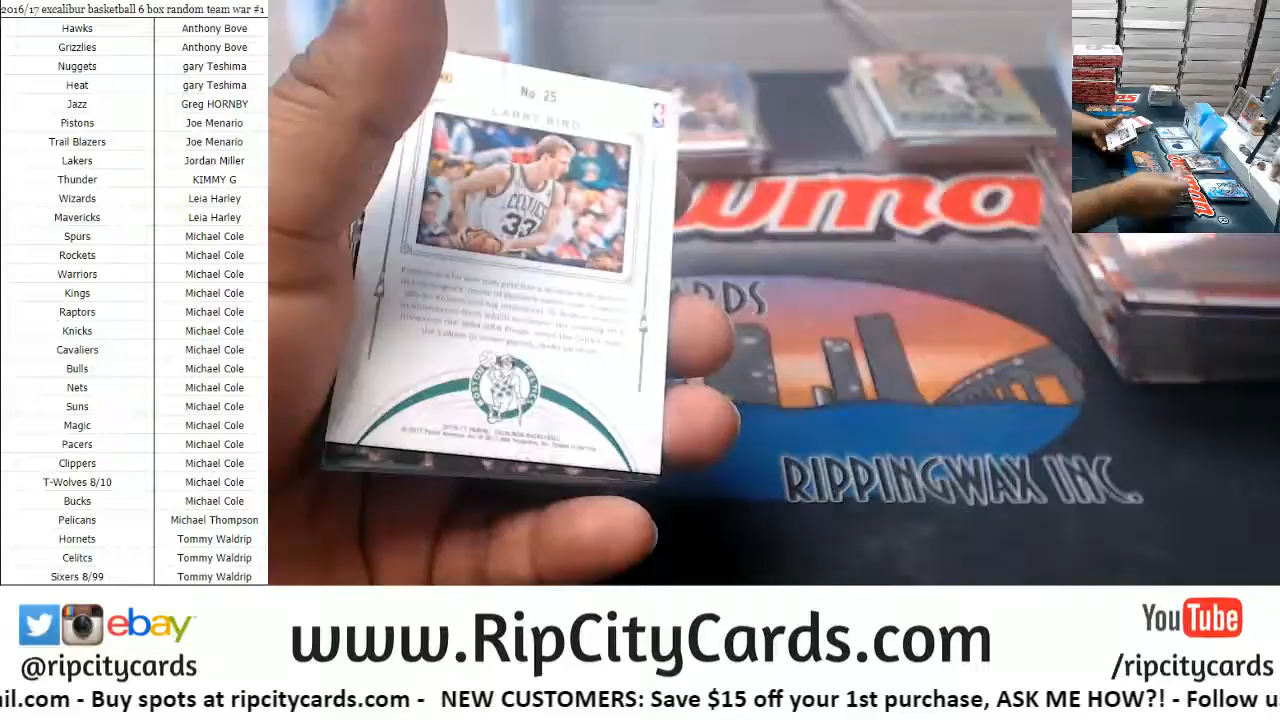 2016/17 excalibur basketball 6 box random team war #1
Hawks Anthony Bove
Grizzlies Anthony Bove
Nuggets gary Teshima
Heat gary Teshima
Jazz Greg HORNBY
Pistons Joe Menario
Trail Blazers Joe Menario
Lakers Jordan Miller
Thunder KIMMY G
Wizards Leia Harley
Mavericks Leia Harley
Spurs Michael Cole
Rockets Michael Cole
Warriors Michael Cole
Kings Michael Cole
Raptors Michael Cole
Knicks Michael Cole
Cavaliers Michael Cole
Bulls Michael Cole
Nets Michael Cole
Suns Michael Cole
Magic Michael Cole
Pacers Michael Cole
Clippers Michael Cole
T-Wolves 8/10 Michael Cole
Bucks Michael Cole
Pelicans Michael Thompson
Hornets Tommy Waldrip
Celitcs Tommy Waldrip
Sixers 8/99 Tommy Waldrip
No 25
LARRY BIRD
CELTICS
33
RIPPINGWAX INC.
ebay
@ripcitycards
www.RipCityCards.com
YouTube
/ripcitycards
ail.com - Buy spots at ripcitycards.com - NEW CUSTOMERS: Save $15 off your 1st purchase, ASK ME HOW?! - Follow u